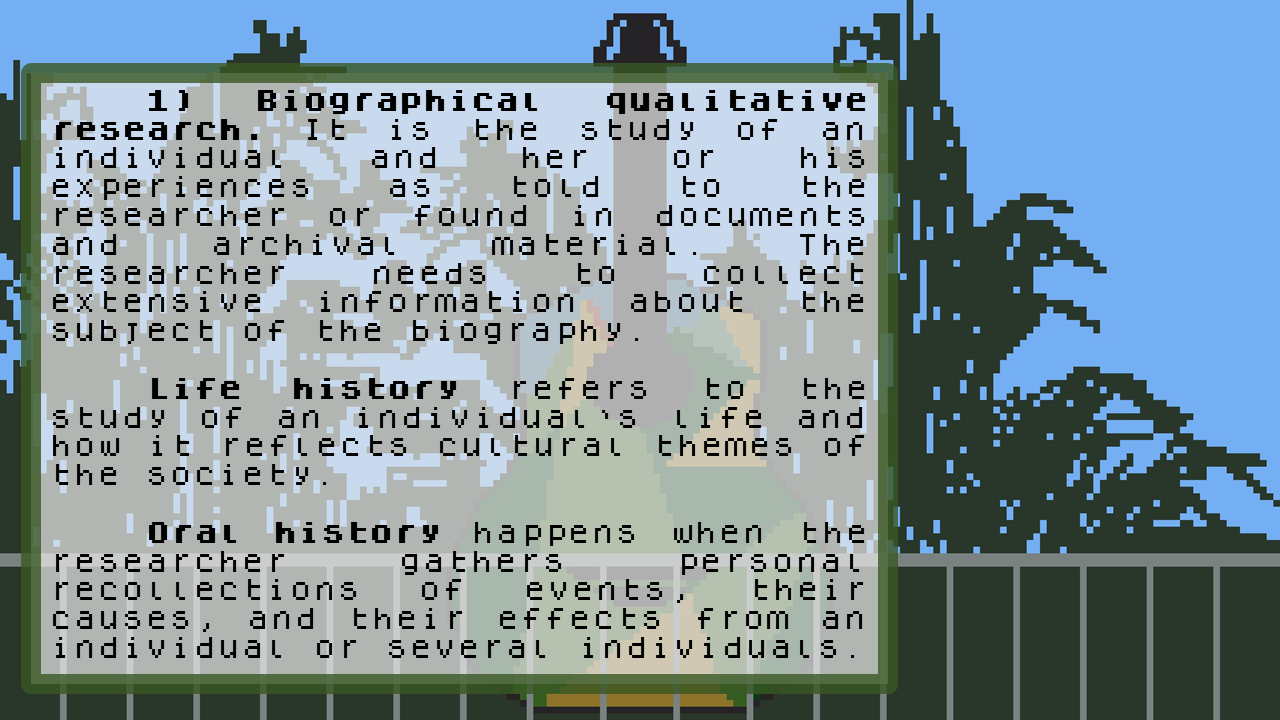 1) Biographical qualitative
research. It is the study of an
individual and her or his
experiences as told to the
researcher or found in documents
and archival material. The
researcher needs to collect
extensive information about the
subject of the biography.
Life history refers to the
study of an individual's life and
how it reflects cultural themes of
the society.
Oral history happens when the
researcher gathers personal
recollections of events, their
causes, and their effects from an
individual or several individuals.